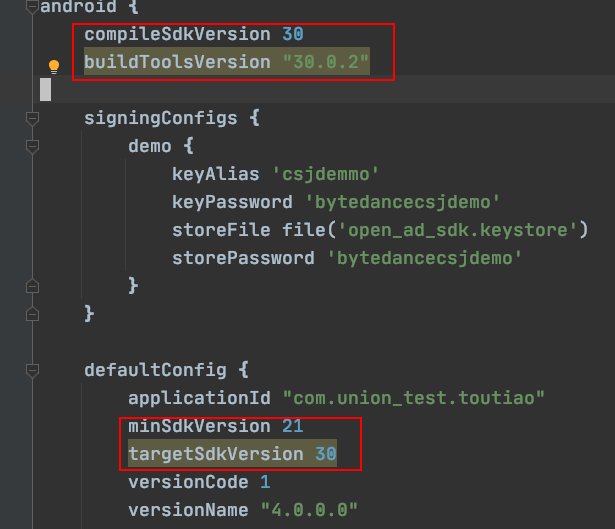 android {
compileSdkVersion 30
buildToolsVersion "30.0.2"
signingConfigs {
demo {
keyAlias 'csjdemmo'
keyPassword 'bytedancecsjdemo'
storeFile file('open_ad_sdk.keystore')
storePassword 'bytedancecsjdemo'
}
}
defaultConfig {
applicationId "com.union_test.toutiao"
minSdkVersion 21
targetSdkVersion 30
versionCode 1
versionName "4.0.0.0"